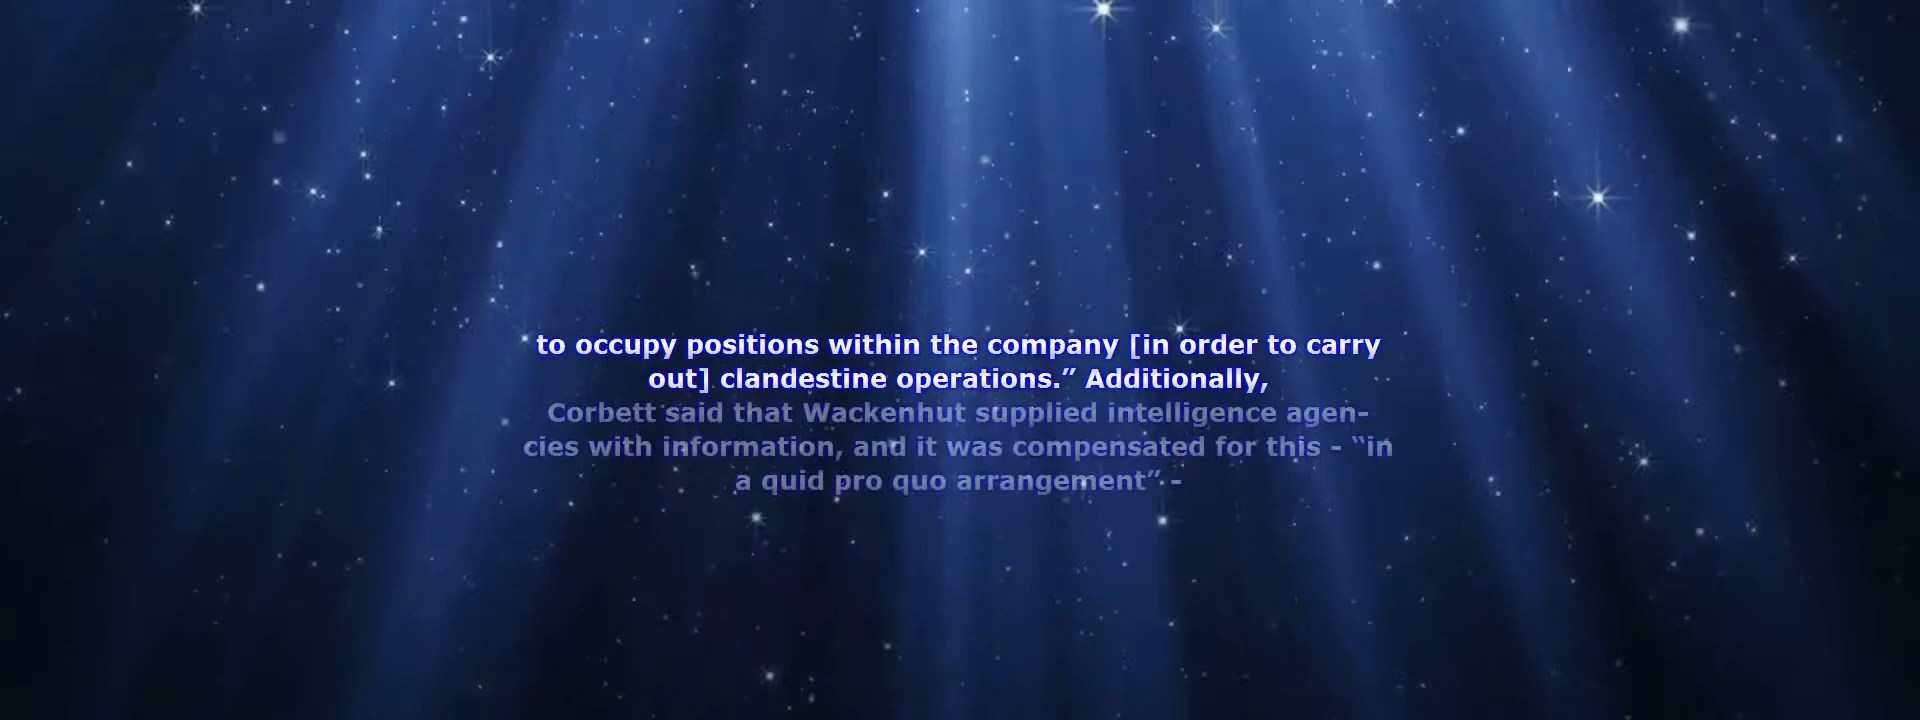 to occupy positions within the company [in order to carry
out] clandestine operations.” Additionally,
Corbett said that Wackenhut supplied intelligence agen-
cies with information, and it was compensated for this - “in
a quid pro quo arrangement” -